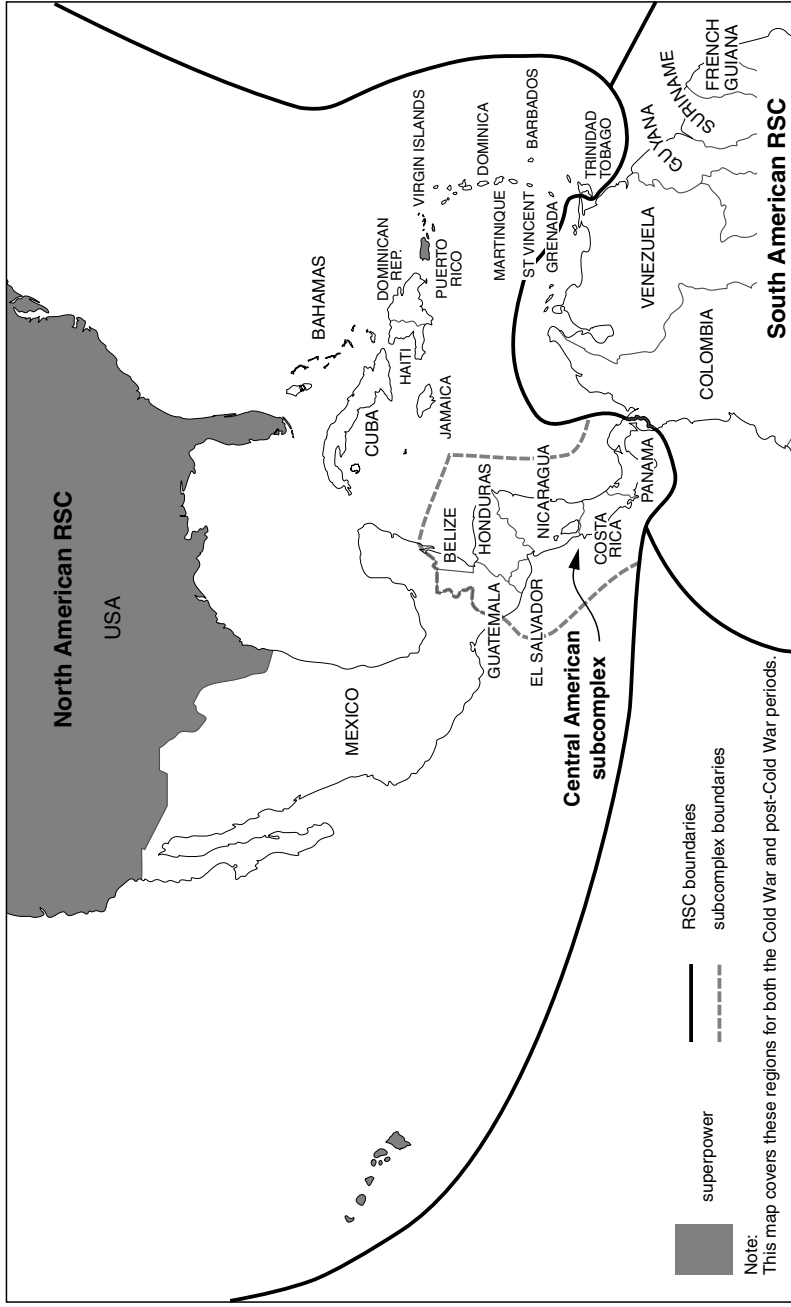 North American RSC
USA
MEXICO
BAHAMAS
CUBA
HAITI
DOMINICAN
REP.
PUERTO
RICO
VIRGIN ISLANDS
JAMAICA
DOMINICA
MARTINIQUE
ST VINCENT
BARBADOS
GRENADA
TRINIDAD
TOBAGO
BELIZE
HONDURAS
GUATEMALA
EL SALVADOR
NICARAGUA
COSTA
RICA
PANAMA
Central American
subcomplex
VENEZUELA
COLOMBIA
GUYANA
SURINAME
FRENCH
GUIANA
South American RSC
superpower
RSC boundaries
subcomplex boundaries
Note:
This map covers these regions for both the Cold War and post-Cold War periods.